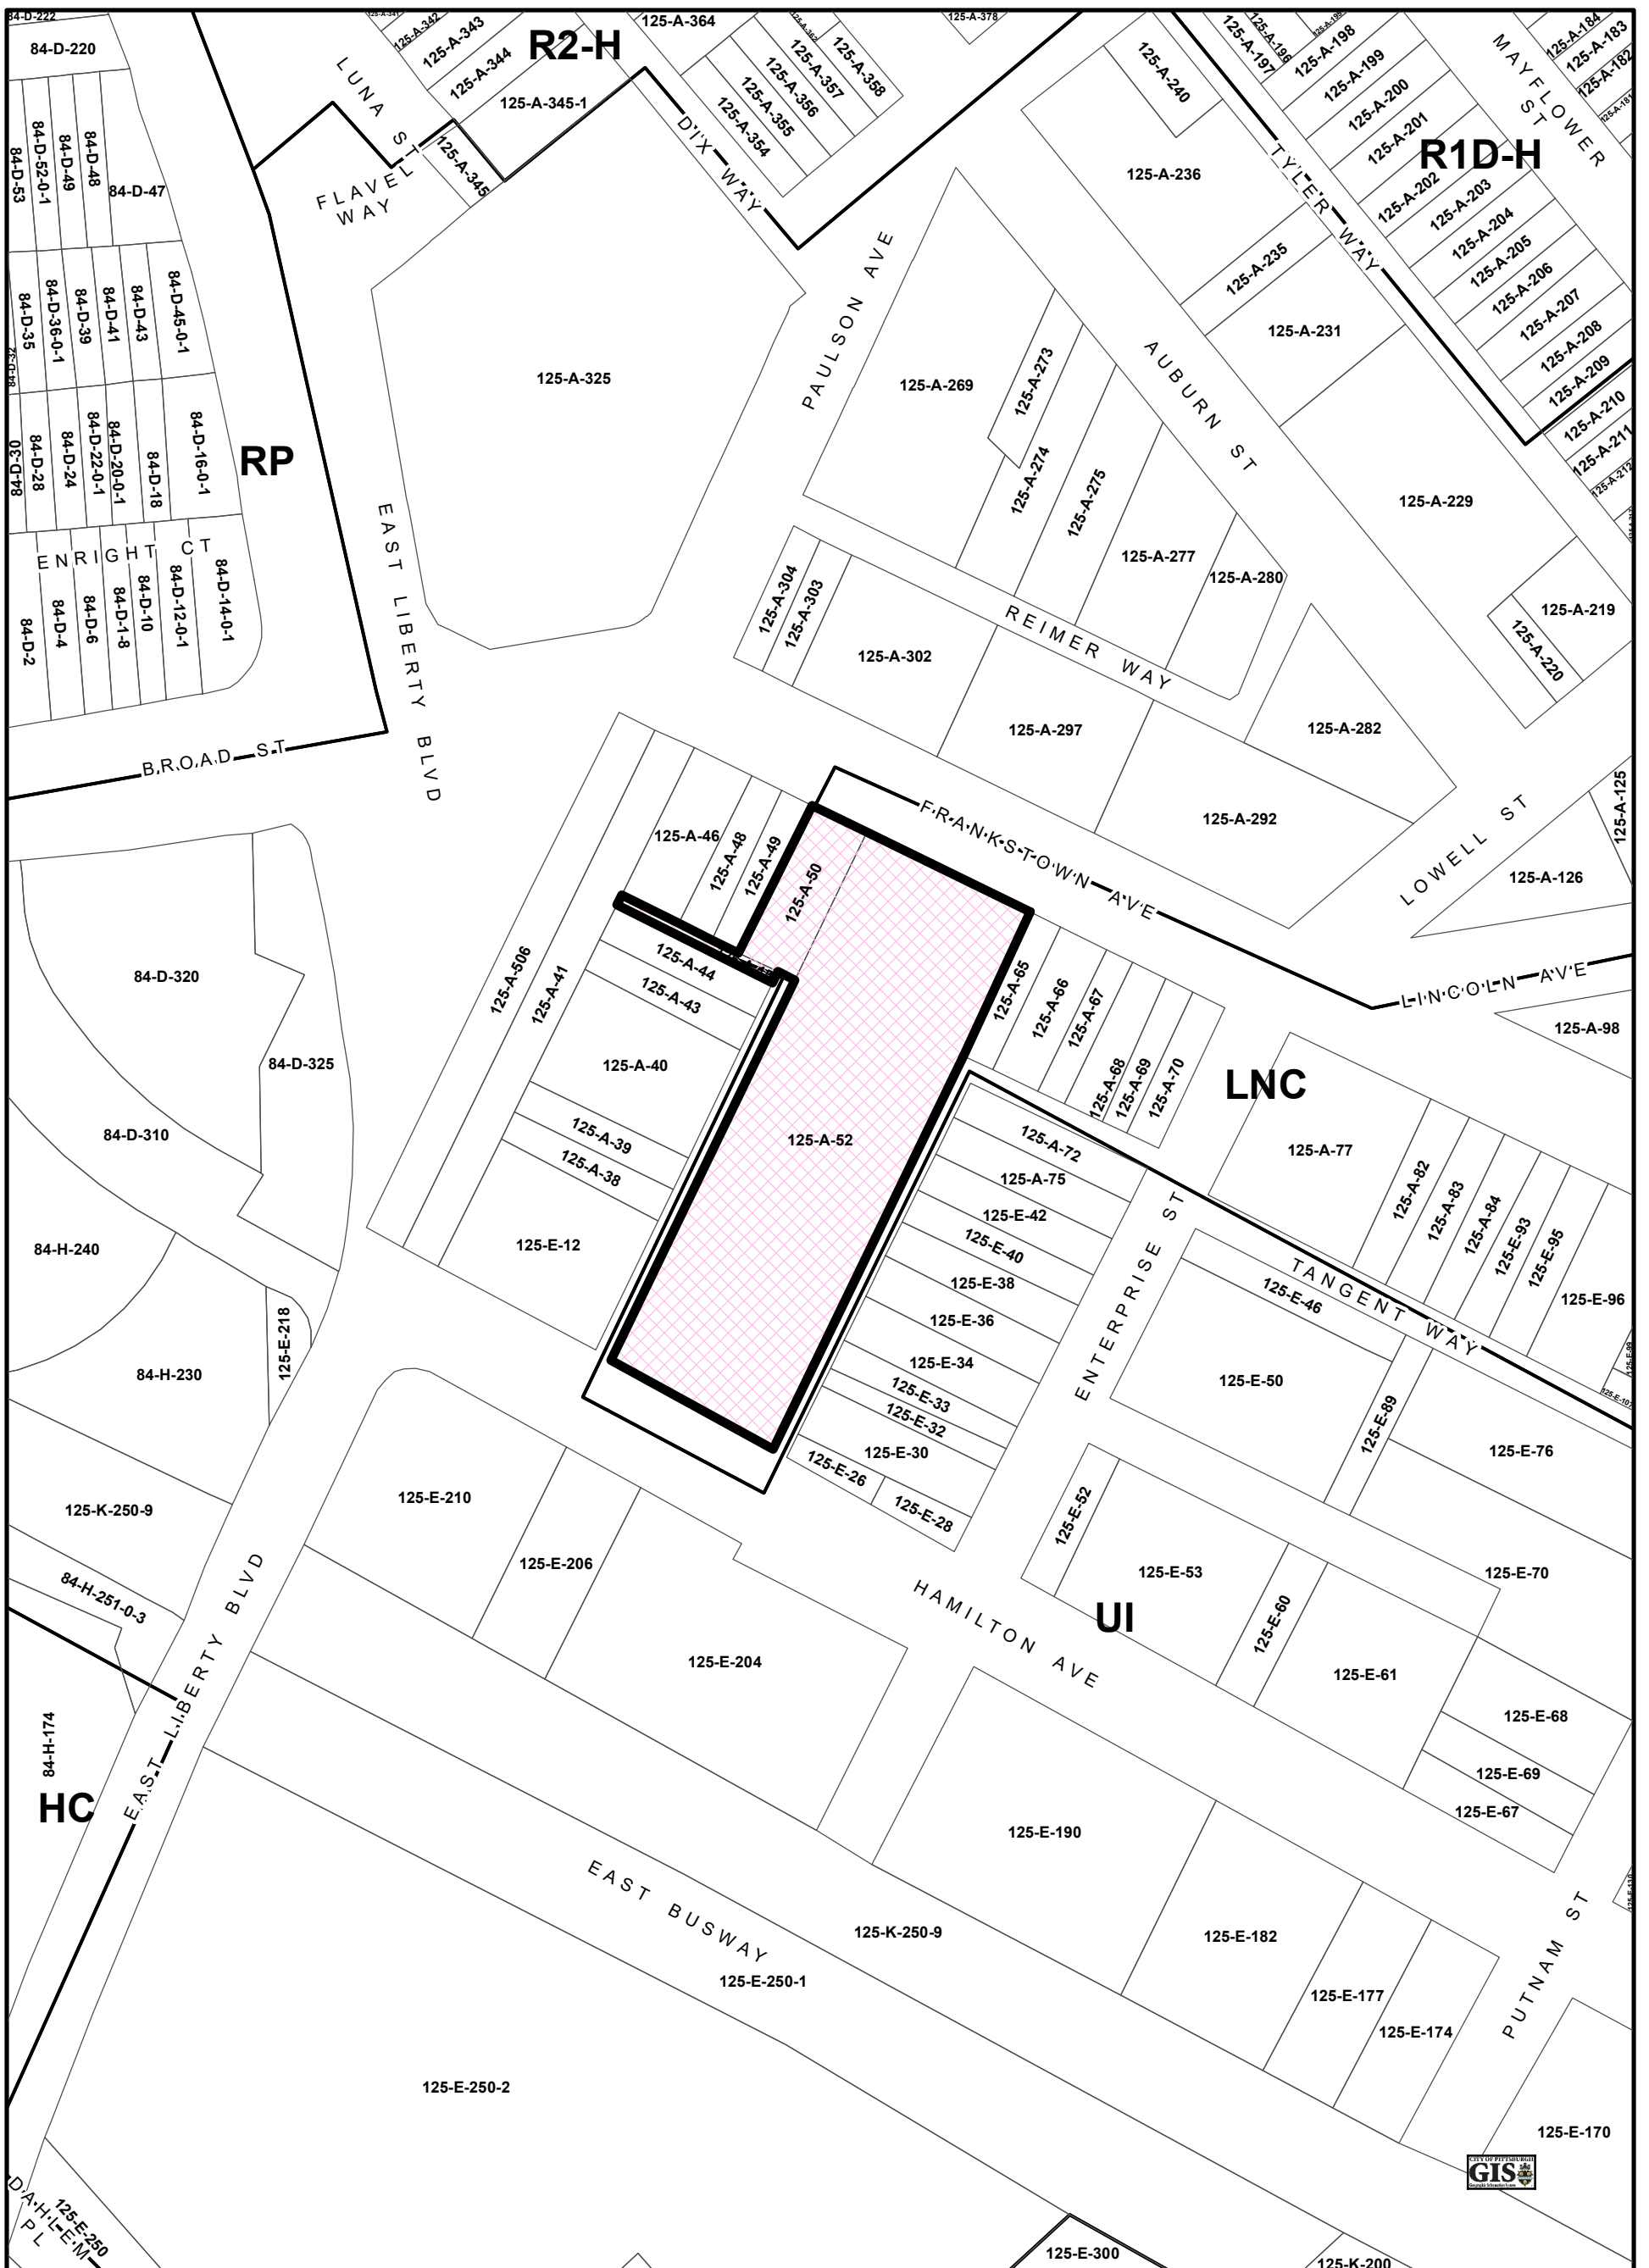 84-D-222
84-D-220
125-A-342
125-A-343
125-A-344
R2-H
125-A-364
125-A-378
125-A-345-1
125-A-345
125-A-358
125-A-357
125-A-356
125-A-355
125-A-354
125-A-240
125-A-197
125-A-196
125-A-198
125-A-199
125-A-200
125-A-201
125-A-202
125-A-203
125-A-204
125-A-205
125-A-206
125-A-207
125-A-208
125-A-209
125-A-210
125-A-211
125-A-212
125-A-184
125-A-183
125-A-182
125-A-181
MAYFLOWER ST
R1D-H
TYLER WAY
LUNA ST
FLAVEL WAY
DIX WAY
84-D-53
84-D-52-0-1
84-D-49
84-D-48
84-D-47
84-D-35
84-D-36-0-1
84-D-39
84-D-41
84-D-43
84-D-45-0-1
84-D-32
84-D-30
84-D-28
84-D-24
84-D-22-0-1
84-D-20-0-1
84-D-18
84-D-16-0-1
RP
ENRIGHT CT
84-D-2
84-D-4
84-D-6
84-D-1-8
84-D-10
84-D-12-0-1
84-D-14-0-1
BROAD ST
EAST LIBERTY BLVD
125-A-325
PAULSON AVE
125-A-236
125-A-235
125-A-231
125-A-229
125-A-219
125-A-220
AUBURN ST
125-A-269
125-A-273
125-A-274
125-A-275
125-A-277
125-A-280
REIMER WAY
125-A-304
125-A-303
125-A-302
125-A-297
125-A-292
125-A-282
LOWELL ST
125-A-125
125-A-126
FRANKSTOWN AVE
LINCOLN AVE
125-A-98
125-A-46
125-A-48
125-A-49
125-A-50
125-A-52
125-A-506
125-A-41
125-A-44
125-A-43
125-A-40
125-A-39
125-A-38
125-E-12
125-A-65
125-A-66
125-A-67
125-A-68
125-A-69
125-A-70
LNC
125-A-77
125-A-82
125-A-83
125-A-84
125-E-93
125-E-95
125-E-96
125-E-99
125-E-107
TANGENT WAY
125-A-72
125-A-75
125-E-42
125-E-40
125-E-38
125-E-36
125-E-34
125-E-33
125-E-32
125-E-30
125-E-26
125-E-28
ENTERPRISE ST
125-E-46
125-E-50
125-E-89
125-E-76
125-E-70
125-E-52
125-E-53
125-E-60
125-E-61
125-E-68
125-E-69
125-E-67
UI
HAMILTON AVE
84-D-320
84-D-325
84-D-310
84-H-240
84-H-230
125-E-218
125-K-250-9
84-H-251-0-3
84-H-174
HC
EAST LIBERTY BLVD
EAST LIBERTY BLVD
125-E-210
125-E-206
125-E-204
125-E-190
125-E-182
125-E-177
125-E-174
125-E-170
PUTNAM ST
EAST BUSWAY
125-K-250-9
125-E-250-1
125-E-250-2
125-E-250
DAHLEM PL
125-E-300
125-K-200
CITY OF PITTSBURGH
GIS